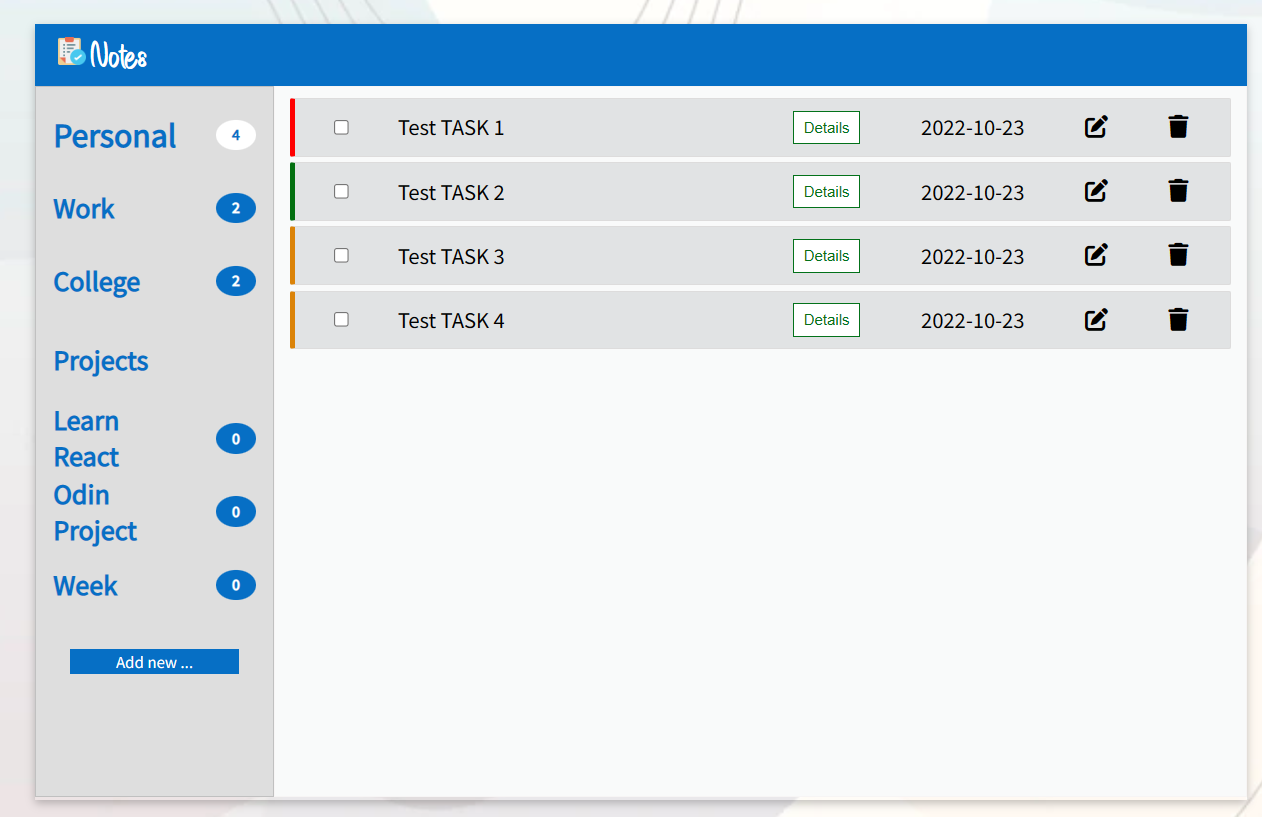 Notes
Personal 4
Work 2
College 2
Projects
Learn
React 0
Odin
Project 0
Week 0
Add new ...
Test TASK 1 Details 2022-10-23
Test TASK 2 Details 2022-10-23
Test TASK 3 Details 2022-10-23
Test TASK 4 Details 2022-10-23